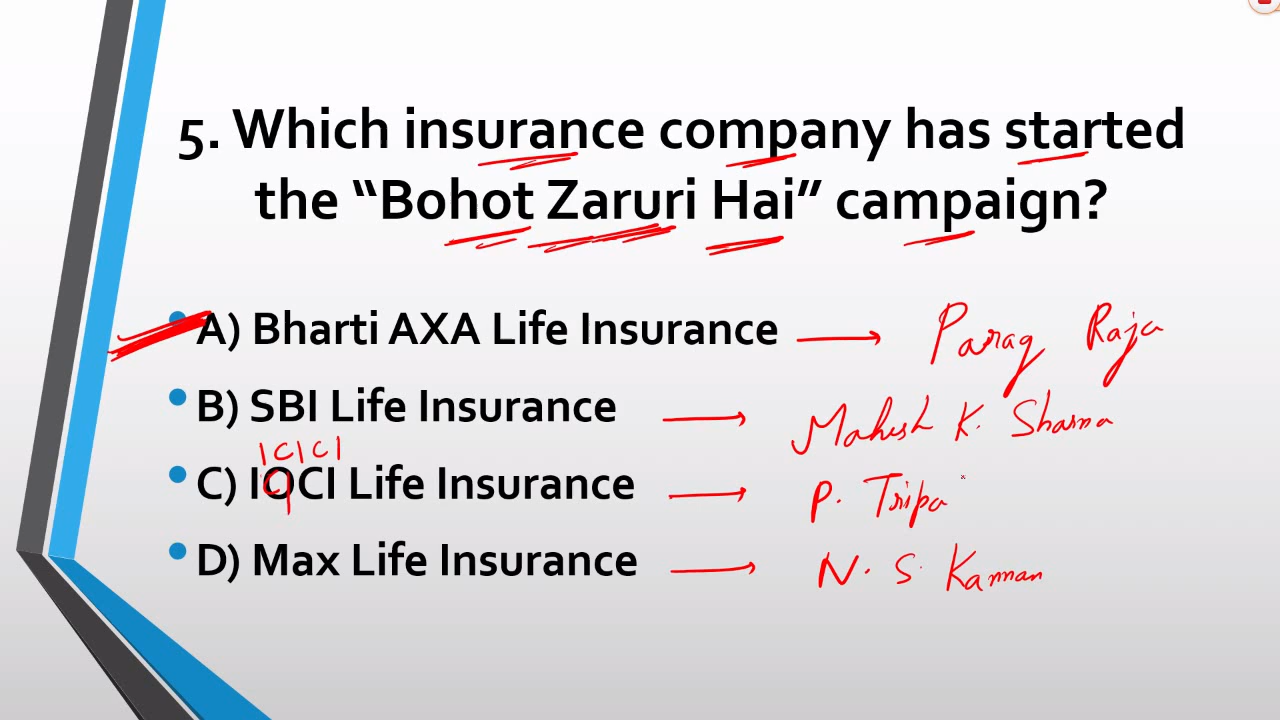 5. Which insurance company has started
the “Bohot Zaruri Hai” campaign?
A) Bharti AXA Life Insurance → Parag Raja
B) SBI Life Insurance → Mahesh K. Sharma
ICICI
C) IOCI Life Insurance → P. Tripa
D) Max Life Insurance → N. S. Kannan